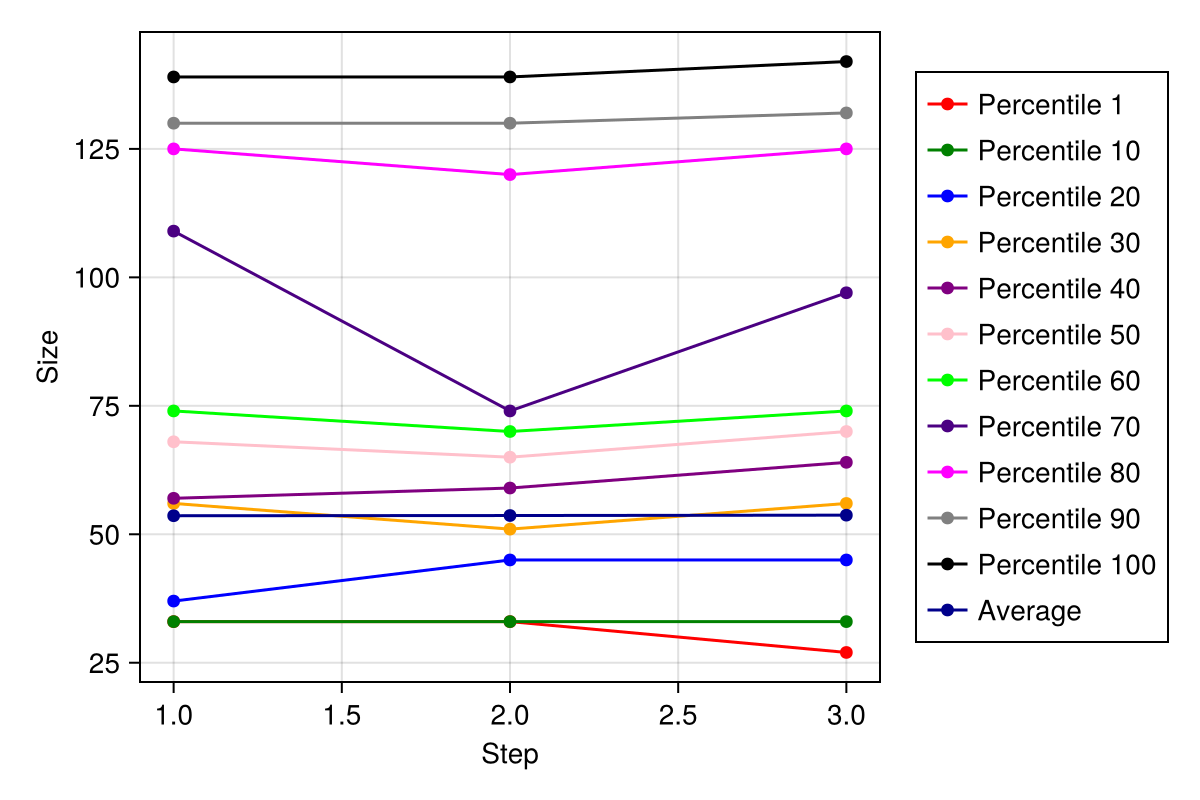 125
100
75
50
25
Size
1.0 1.5 2.0 2.5 3.0
Step
Percentile 1
Percentile 10
Percentile 20
Percentile 30
Percentile 40
Percentile 50
Percentile 60
Percentile 70
Percentile 80
Percentile 90
Percentile 100
Average